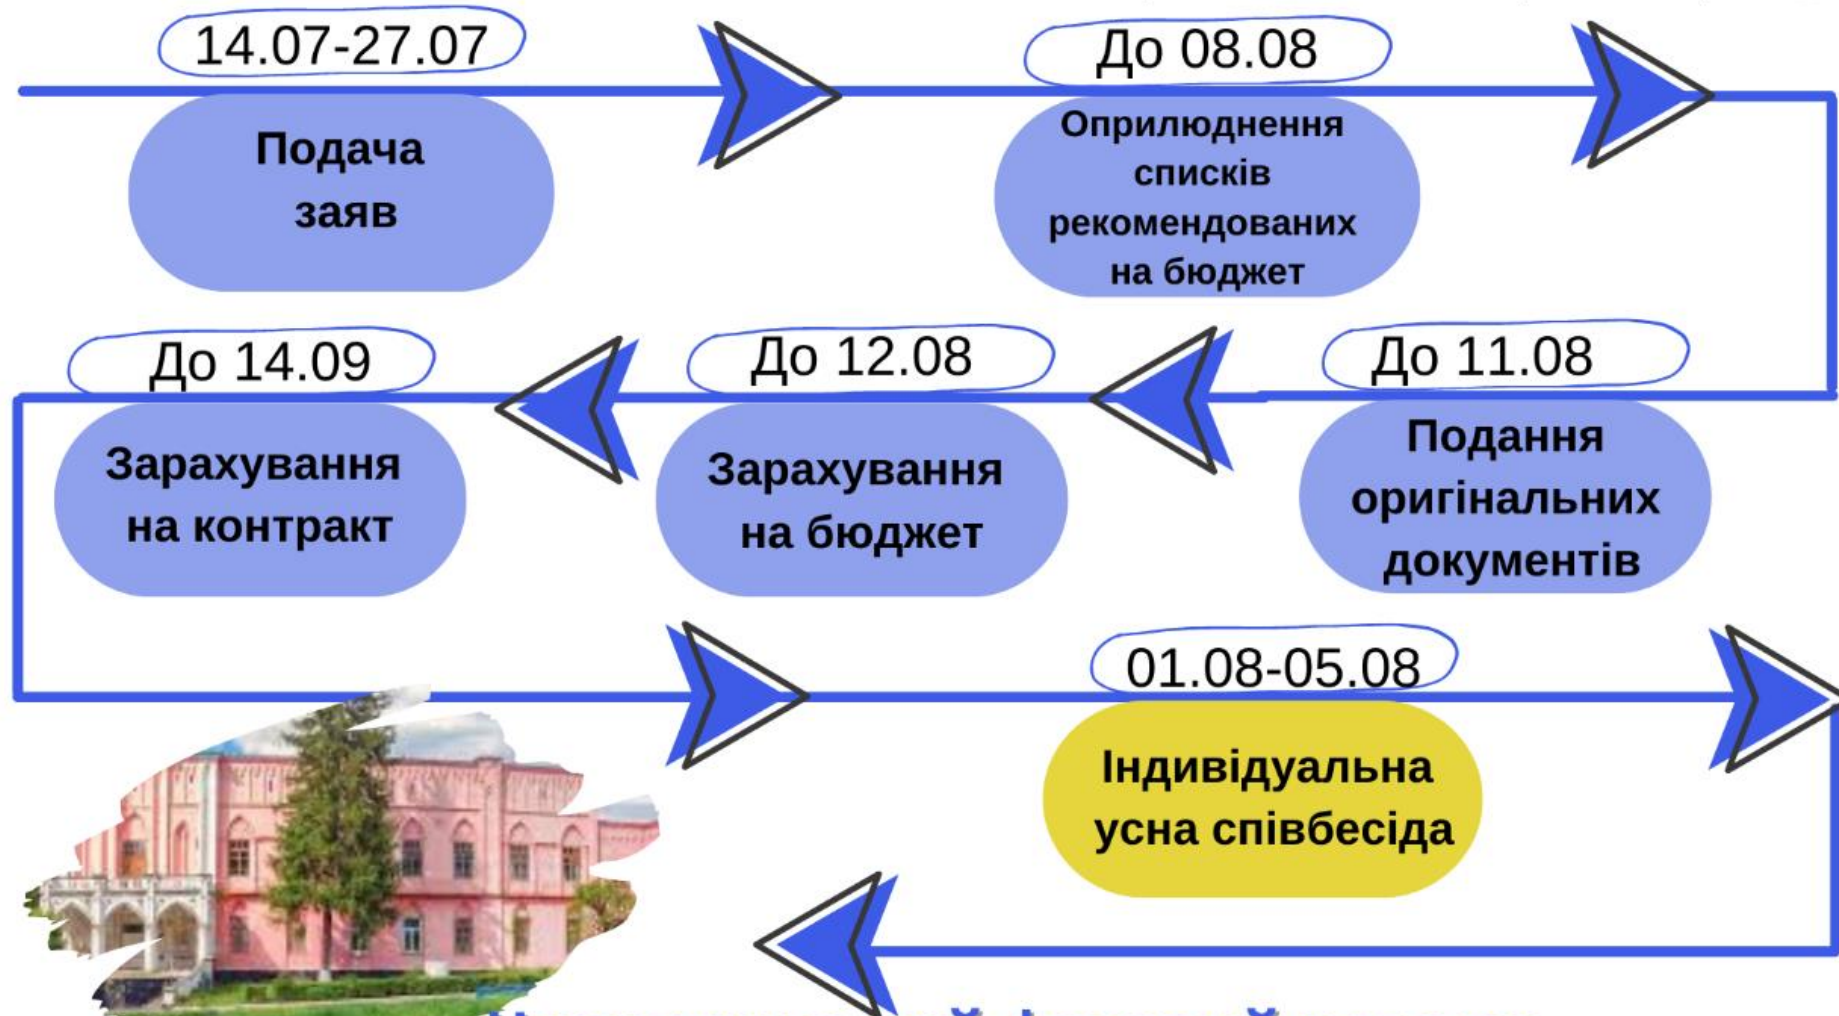 14.07-27.07
Подача
заяв
До 08.08
Оприлюднення
списків
рекомендованих
на бюджет
До 11.08
Подання
оригінальних
документів
До 12.08
Зарахування
на бюджет
До 14.09
Зарахування
на контракт
01.08-05.08
Індивідуальна
усна співбесіда